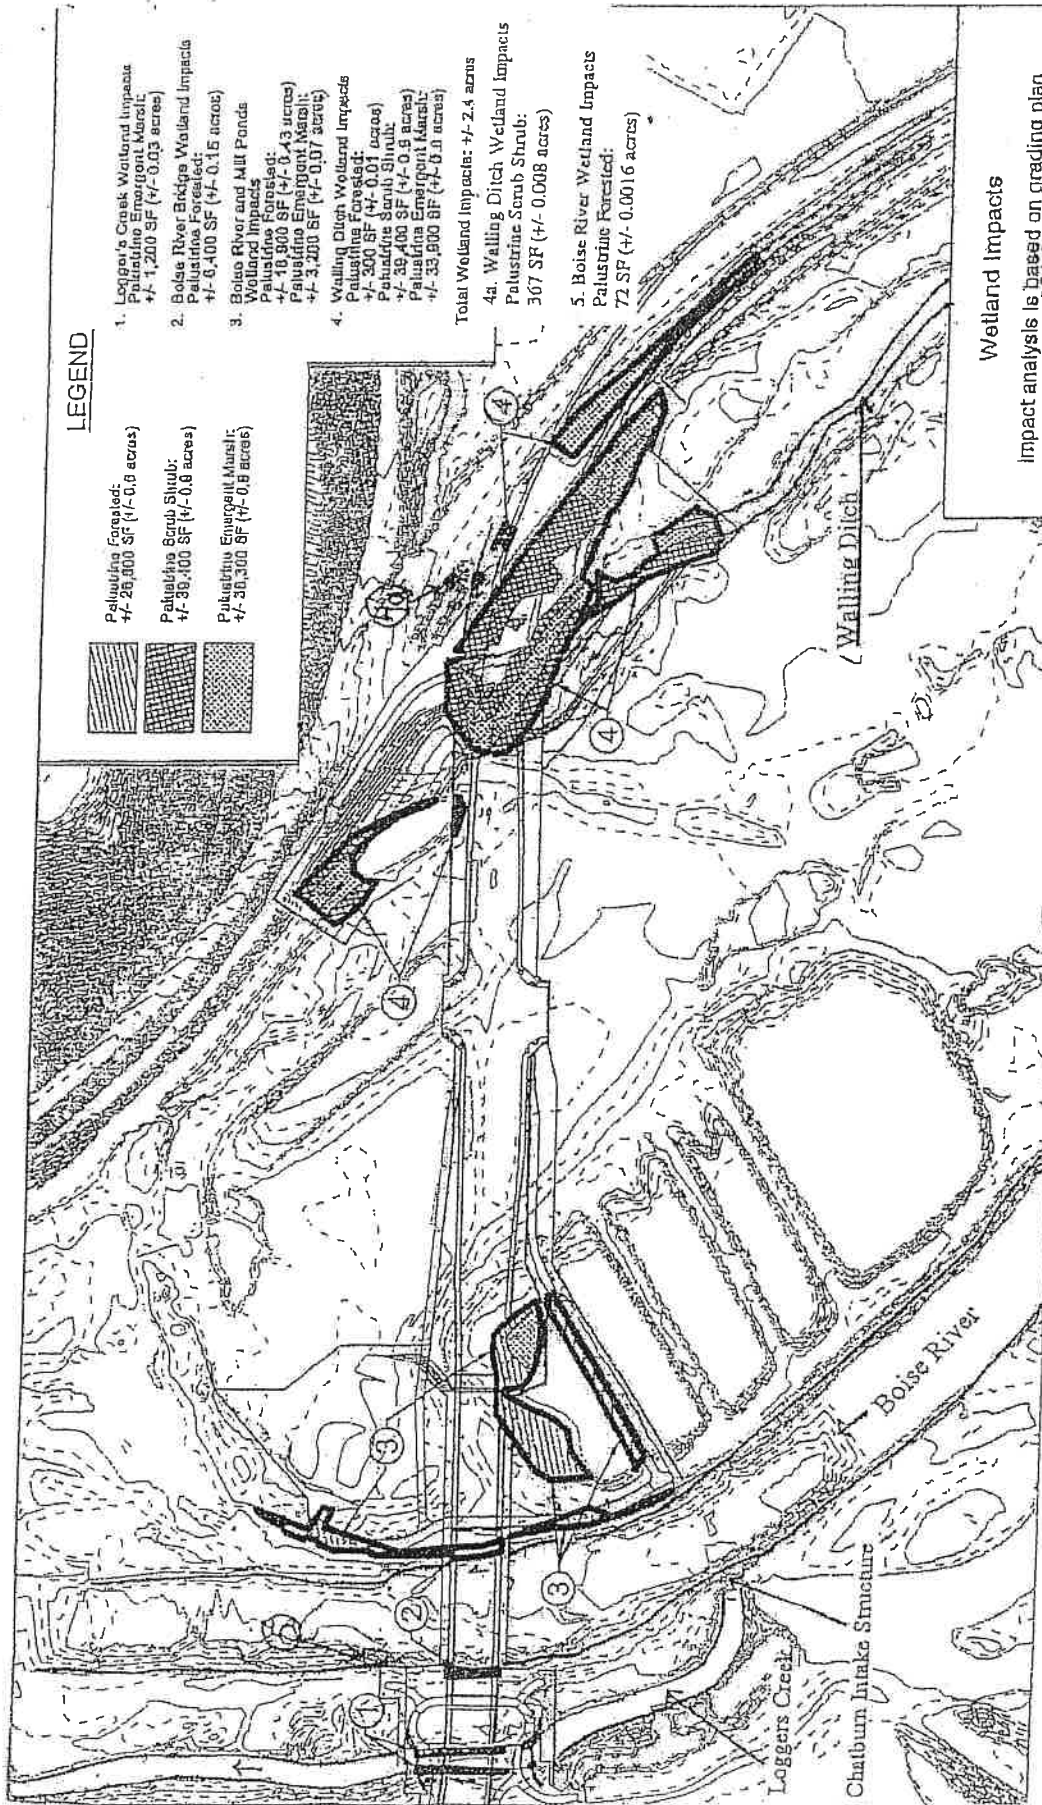 LEGEND
Palustrine Forested:
+/- 26,800 SF (+/- 0.6 acres)
Palustrine Scrub Shrub:
+/- 39,400 SF (+/- 0.9 acres)
Palustrine Emergent Marsh:
+/- 38,300 SF (+/- 0.9 acres)
1. Logger's Creek Wetland Impacts
Palustrine Emergent Marsh:
+/- 1,200 SF (+/- 0.03 acres)
2. Boise River Bridge Wetland Impacts
Palustrine Forested:
+/- 6,400 SF (+/- 0.15 acres)
3. Boise River and Mill Ponds
Wetland Impacts
Palustrine Forested:
+/- 18,900 SF (+/- 0.43 acres)
Palustrine Emergent Marsh:
+/- 3,200 SF (+/- 0.07 acres)
4. Walling Ditch Wetland Impacts
Palustrine Forested:
+/- 300 SF (+/- 0.01 acres)
Palustrine Scrub Shrub:
+/- 39,400 SF (+/- 0.9 acres)
Palustrine Emergent Marsh:
+/- 33,900 SF (+/- 0.8 acres)
Total Wetland Impacts: +/- 2.4 acres
4a. Walling Ditch Wetland Impacts
Palustrine Scrub Shrub:
367 SF (+/- 0.008 acres)
5. Boise River Wetland Impacts
Palustrine Forested:
72 SF (+/- 0.0016 acres)
1
5
2
3
3
4
4
4
4a
Walling Ditch
Boise River
Loggers Creek
Chatburn Intake Structure
Wetland Impacts
Impact analysis is based on grading plan